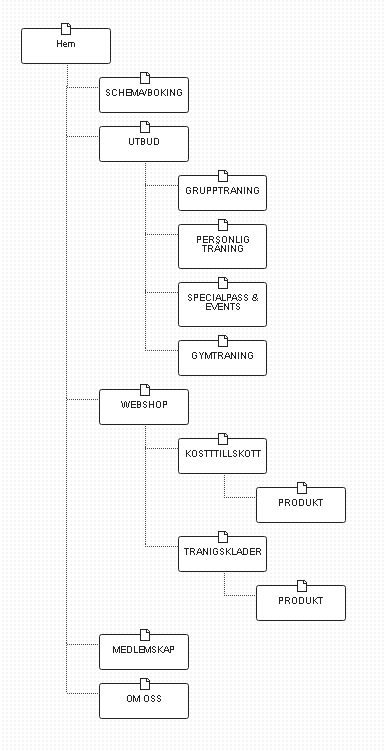 Hem
SCHEMA/BOKING
UTBUD
GRUPPTRANING
PERSONLIG
TRANING
SPECIALPASS &
EVENTS
GYMTRANING
WEBSHOP
KOSTTTILLSKOTT
PRODUKT
TRANIGSKLADER
PRODUKT
MEDLEMSKAP
OM OSS